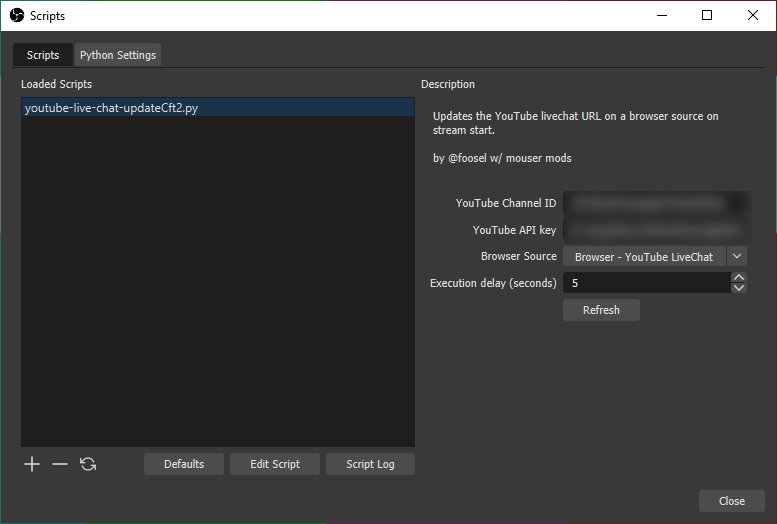 Scripts
Scripts
Python Settings
Loaded Scripts
youtube-live-chat-updateCft2.py
Defaults
Edit Script
Script Log
Description
Updates the YouTube livechat URL on a browser source on
stream start.
by @foosel w/ mouser mods
YouTube Channel ID
YouTube API key
Browser Source
Browser - YouTube LiveChat
Execution delay (seconds)
5
Refresh
Close